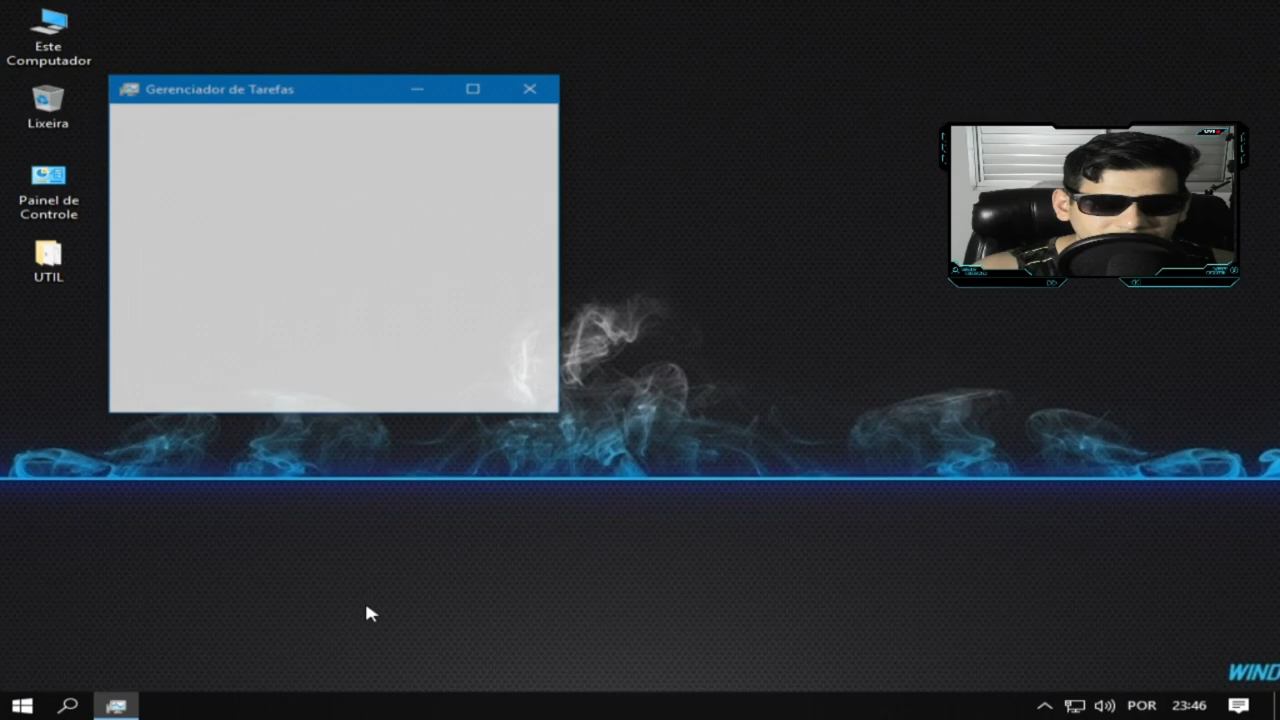 Este
Computador
Gerenciador de Tarefas
Lixeira
Painel de
Controle
UTIL
WIND
POR
23:46